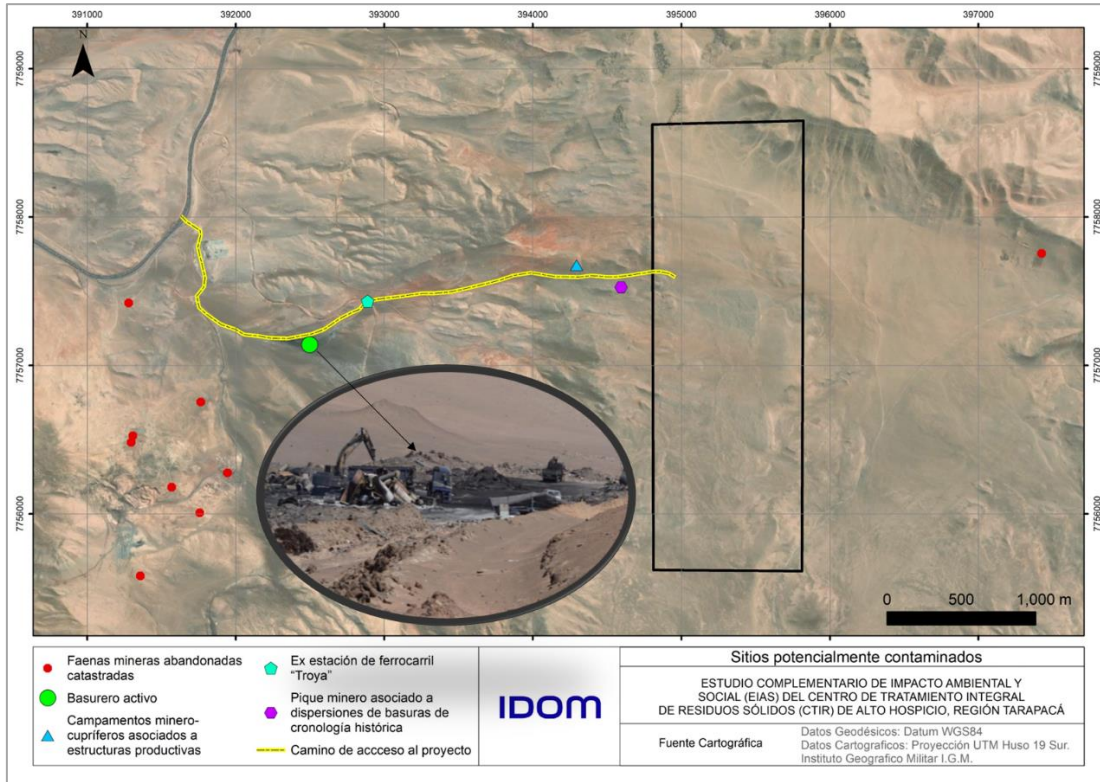 391000 392000 393000 394000 395000 396000 397000
N
7759000 7759000
7758000 7758000
7757000 7757000
7756000 7756000
0 500 1,000 m
Faenas mineras abandonadas
catastradas
Basurero activo
Campamentos minero-
cupríferos asociados a
estructuras productivas
Ex estación de ferrocarril
"Troya"
Pique minero asociado a
dispersiones de basuras de
cronología histórica
Camino de accceso al proyecto
IDOM
Sitios potencialmente contaminados
ESTUDIO COMPLEMENTARIO DE IMPACTO AMBIENTAL Y
SOCIAL (EIAS) DEL CENTRO DE TRATAMIENTO INTEGRAL
DE RESIDUOS SÓLIDOS (CTIR) DE ALTO HOSPICIO, REGIÓN TARAPACÁ
Fuente Cartográfica
Datos Geodésicos: Datum WGS84
Datos Cartograficos: Proyección UTM Huso 19 Sur.
Instituto Geografico Militar I.G.M.